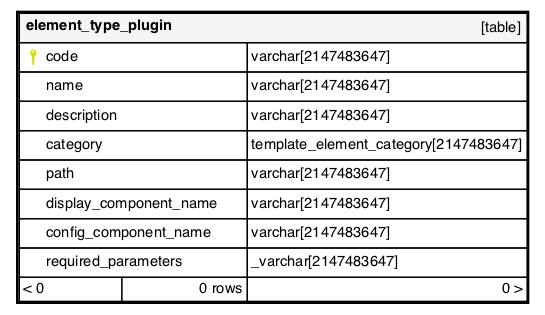 element_type_plugin [table]
code varchar[2147483647]
name varchar[2147483647]
description varchar[2147483647]
category template_element_category[2147483647]
path varchar[2147483647]
display_component_name varchar[2147483647]
config_component_name varchar[2147483647]
required_parameters _varchar[2147483647]
< 0 0 rows 0 >